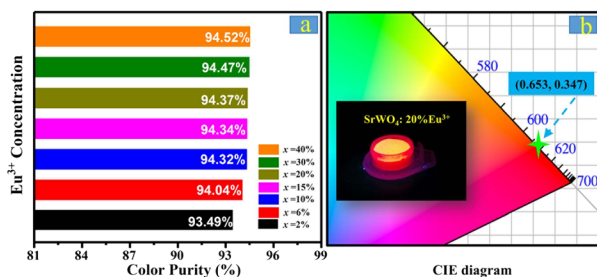 a
94.52%
94.47%
94.37%
94.34%
94.32%
94.04%
93.49%
x =40%
x =30%
x =20%
x =15%
x =10%
x =6%
x =2%
Eu³⁺ Concentration
81 84 87 90 93 96 99
Color Purity (%)
b
580
(0.653, 0.347)
600
620
700
SrWO₄: 20%Eu³⁺
CIE diagram